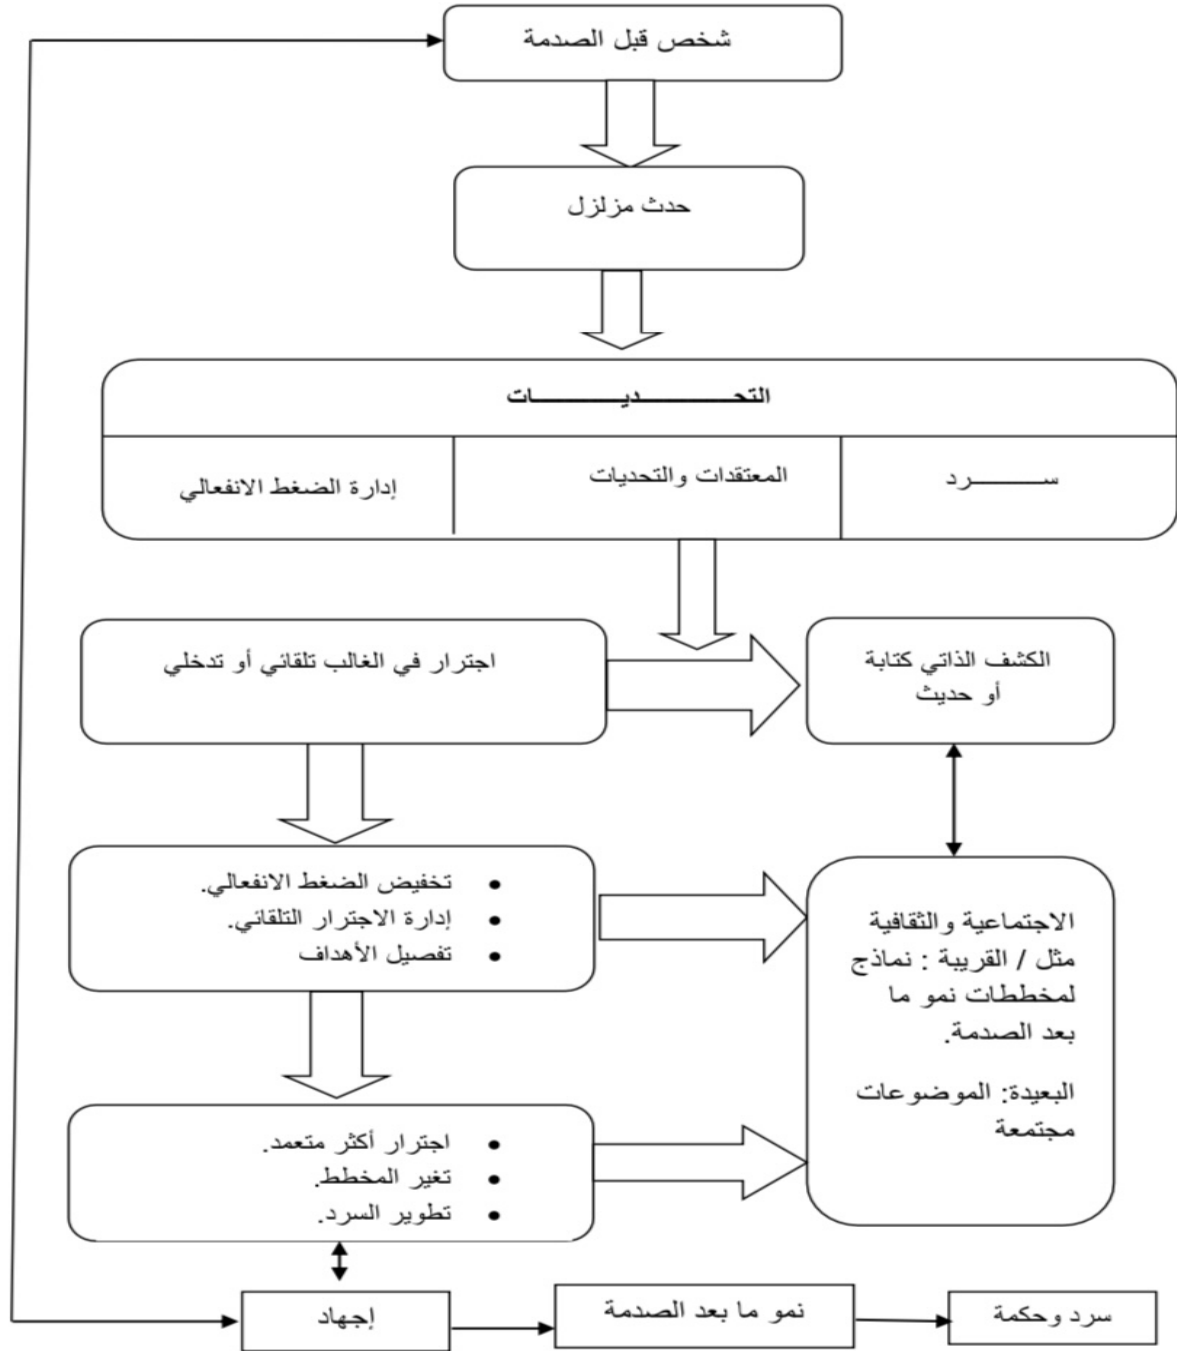 شخص قبل الصدمة
حدث مزلزل
التحـــــــديـــــــات
ســـــرد
المعتقدات والتحديات
إدارة الضغط الانفعالي
اجترار في الغالب تلقائي أو تدخلي
الكشف الذاتي كتابة
أو حديث
• تخفيض الضغط الانفعالي.
• إدارة الاجترار التلقائي.
• تفصيل الأهداف
الاجتماعية والثقافية
مثل / القريبة : نماذج
لمخططات نمو ما
بعد الصدمة.
البعيدة: الموضوعات
مجتمعة
• اجترار أكثر متعمد.
• تغير المخطط.
• تطوير السرد.
إجهاد
نمو ما بعد الصدمة
سرد وحكمة